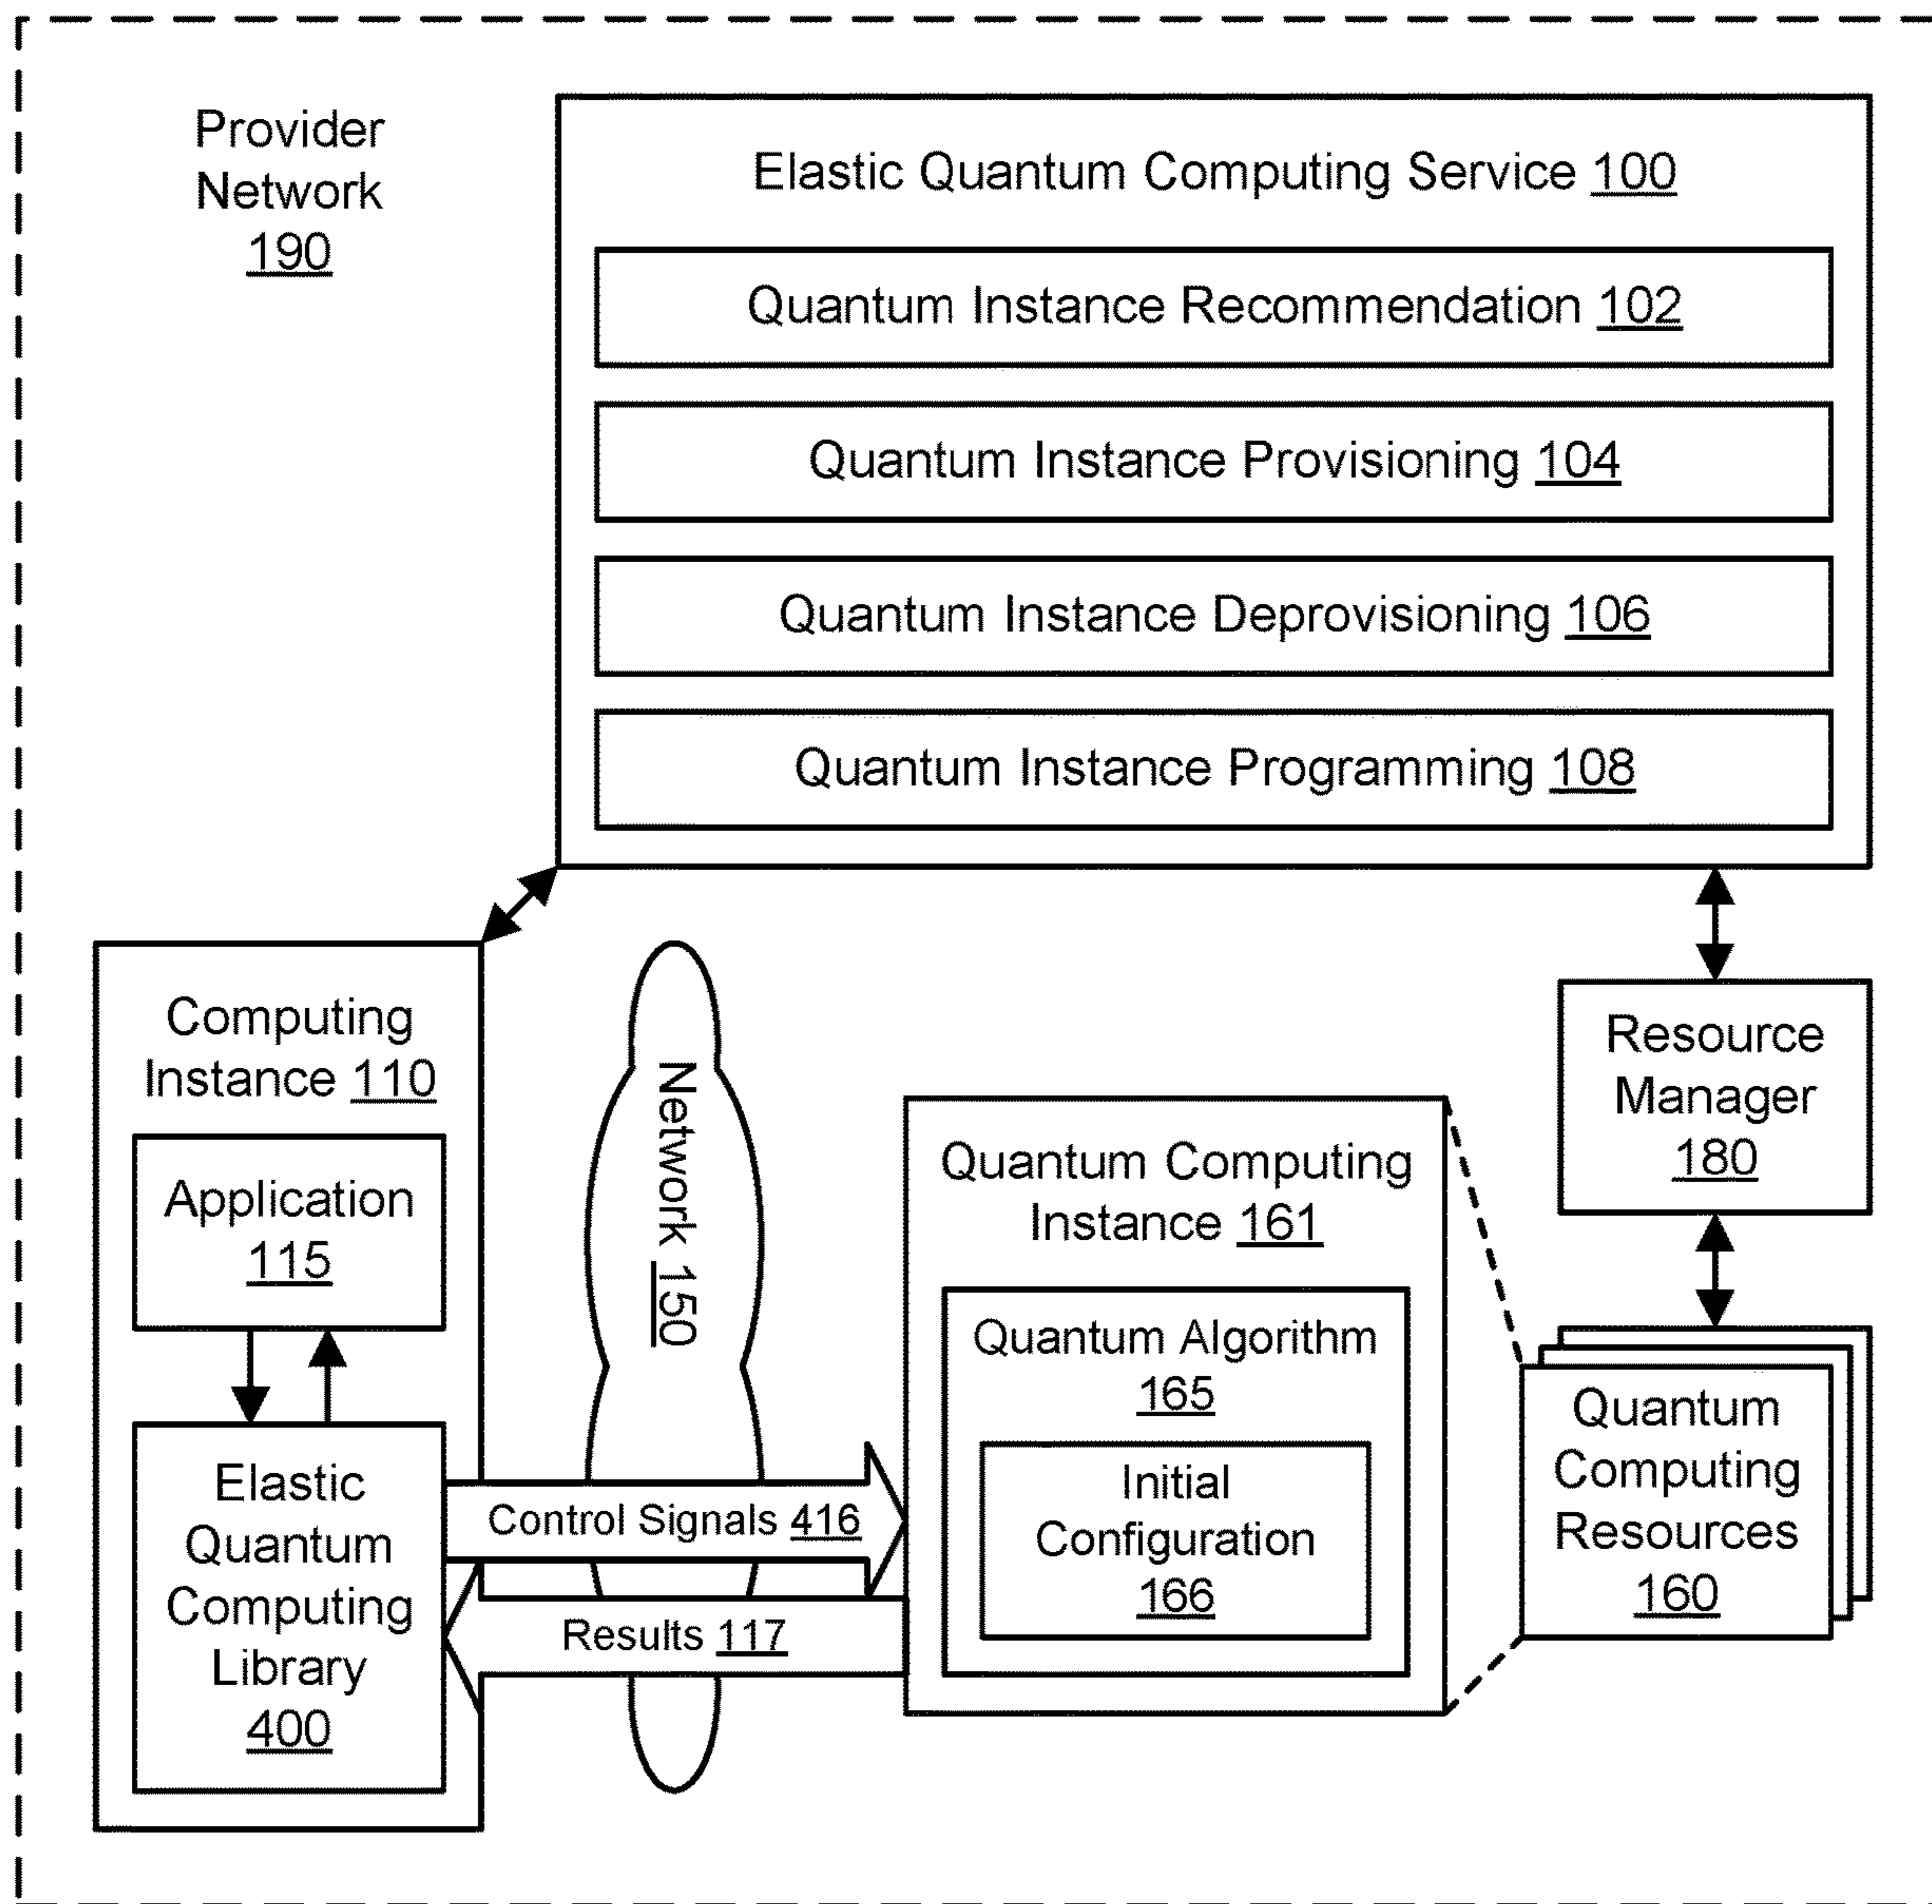 Provider
Network
190
Elastic Quantum Computing Service 100
Quantum Instance Recommendation 102
Quantum Instance Provisioning 104
Quantum Instance Deprovisioning 106
Quantum Instance Programming 108
Computing
Instance 110
Application
115
Elastic
Quantum
Computing
Library
400
Network 150
Control Signals 416
Results 117
Quantum Computing
Instance 161
Quantum Algorithm
165
Initial
Configuration
166
Resource
Manager
180
Quantum
Computing
Resources
160